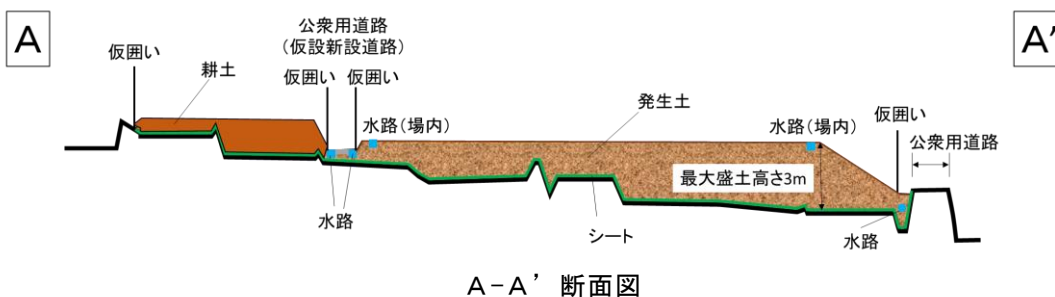 A
A’
公衆用道路
(仮設新設道路)
仮囲い
仮囲い
仮囲い
耕土
水路(場内)
発生土
水路(場内)
仮囲い
公衆用道路
最大盛土高さ3m
水路
シート
水路
A-A’ 断面図